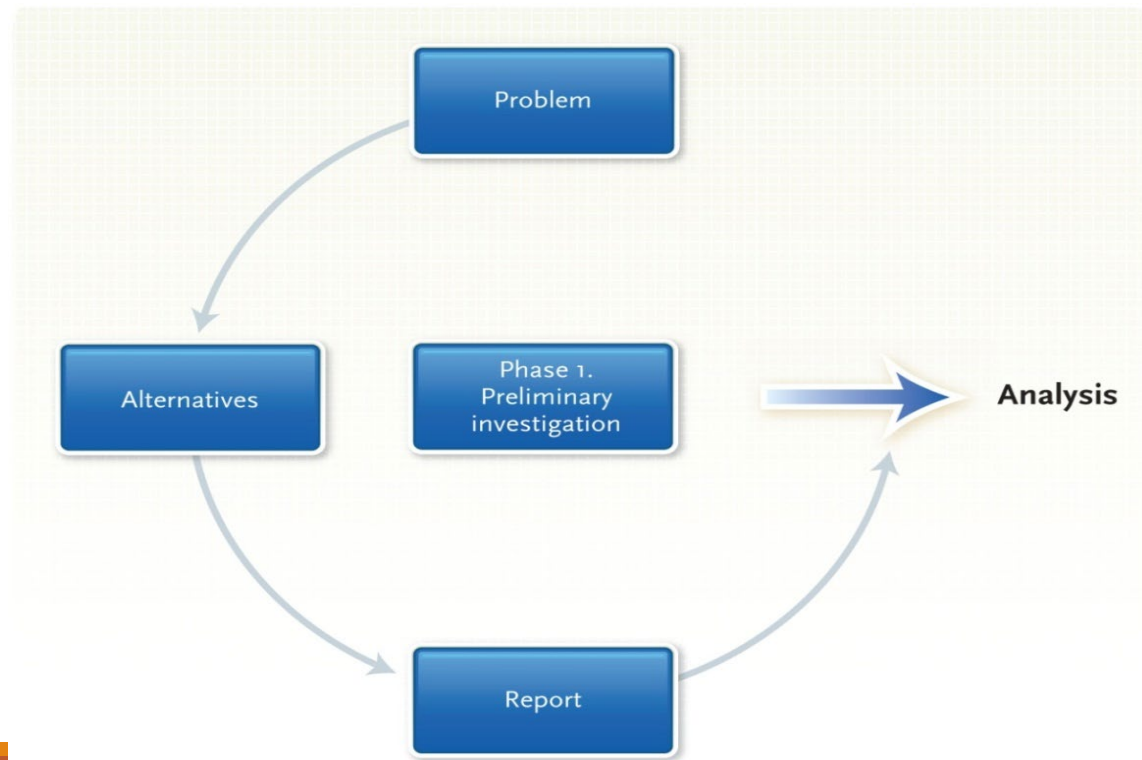 Problem
Alternatives
Phase 1.
Preliminary
investigation
Analysis
Report